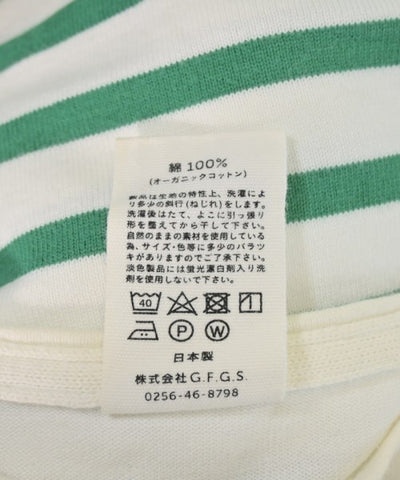 綿 100%
(オーガニックコットン)
製品は生地の特性上、洗濯によ
り多少の斜行(ねじれ)をします。
洗濯後はたて、よこに引っ張り
形を整えてから干して下さい。
自然のままの素材を使用している
為、サイズ・色等に多少のバラツ
キがありますのでご了承下さい。
淡色製品には蛍光漂白剤入り洗
剤を使用しないで下さい。
40
1
P W
日本製
株式会社G.F.G.S.
0256-46-8798